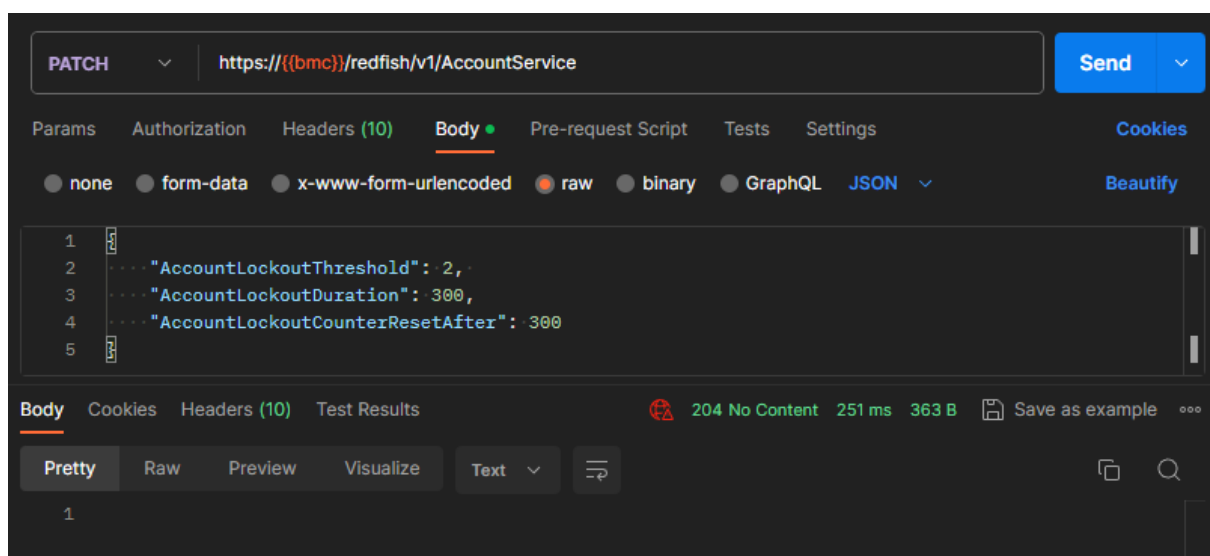 PATCH https://{{bmc}}/redfish/v1/AccountService Send
Params Authorization Headers (10) Body Pre-request Script Tests Settings Cookies
none form-data x-www-form-urlencoded raw binary GraphQL JSON Beautify
1 {
2 "AccountLockoutThreshold": 2,
3 "AccountLockoutDuration": 300,
4 "AccountLockoutCounterResetAfter": 300
5 }
Body Cookies Headers (10) Test Results 204 No Content 251 ms 363 B Save as example
Pretty Raw Preview Visualize Text
1